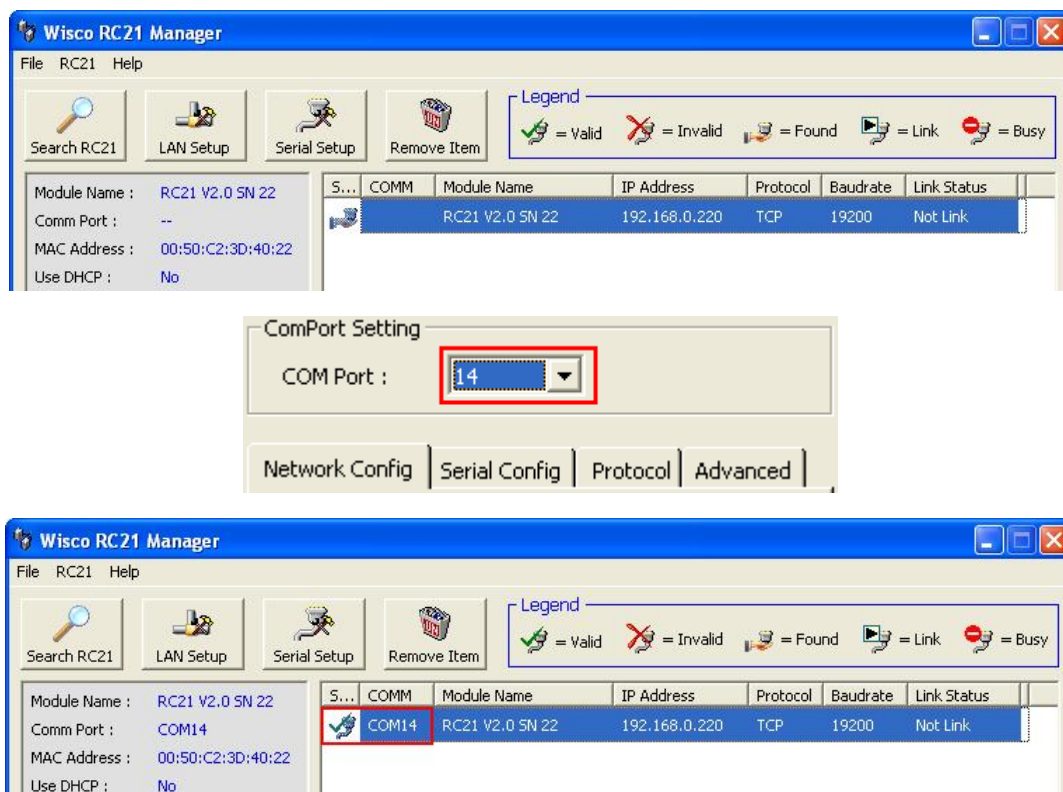 Wisco RC21 Manager
File RC21 Help
Search RC21 LAN Setup Serial Setup Remove Item
Legend
= Valid = Invalid = Found = Link = Busy
S... COMM Module Name IP Address Protocol Baudrate Link Status
RC21 V2.0 SN 22 192.168.0.220 TCP 19200 Not Link
Module Name : RC21 V2.0 SN 22
Comm Port : --
MAC Address : 00:50:C2:3D:40:22
Use DHCP : No
ComPort Setting
COM Port : 14
Network Config Serial Config Protocol Advanced
Wisco RC21 Manager
File RC21 Help
Search RC21 LAN Setup Serial Setup Remove Item
Legend
= Valid = Invalid = Found = Link = Busy
S... COMM Module Name IP Address Protocol Baudrate Link Status
COM14 RC21 V2.0 SN 22 192.168.0.220 TCP 19200 Not Link
Module Name : RC21 V2.0 SN 22
Comm Port : COM14
MAC Address : 00:50:C2:3D:40:22
Use DHCP : No